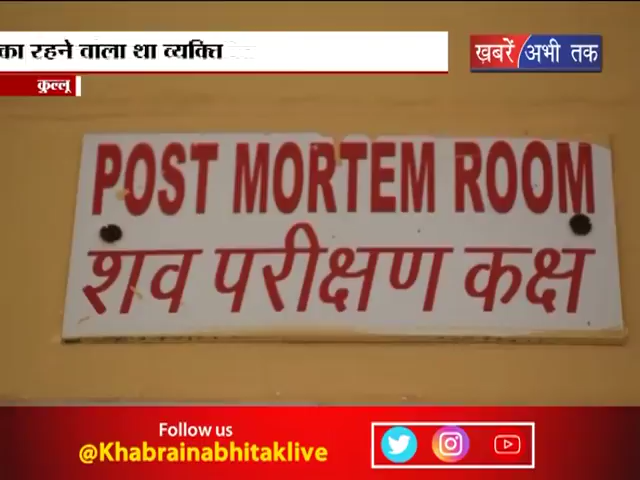 का रहने वाला था व्यक्ति
ख़बरें अभी तक
कुल्लू
POST MORTEM ROOM
शव परीक्षण कक्ष
Follow us
@Khabrainabhitaklive